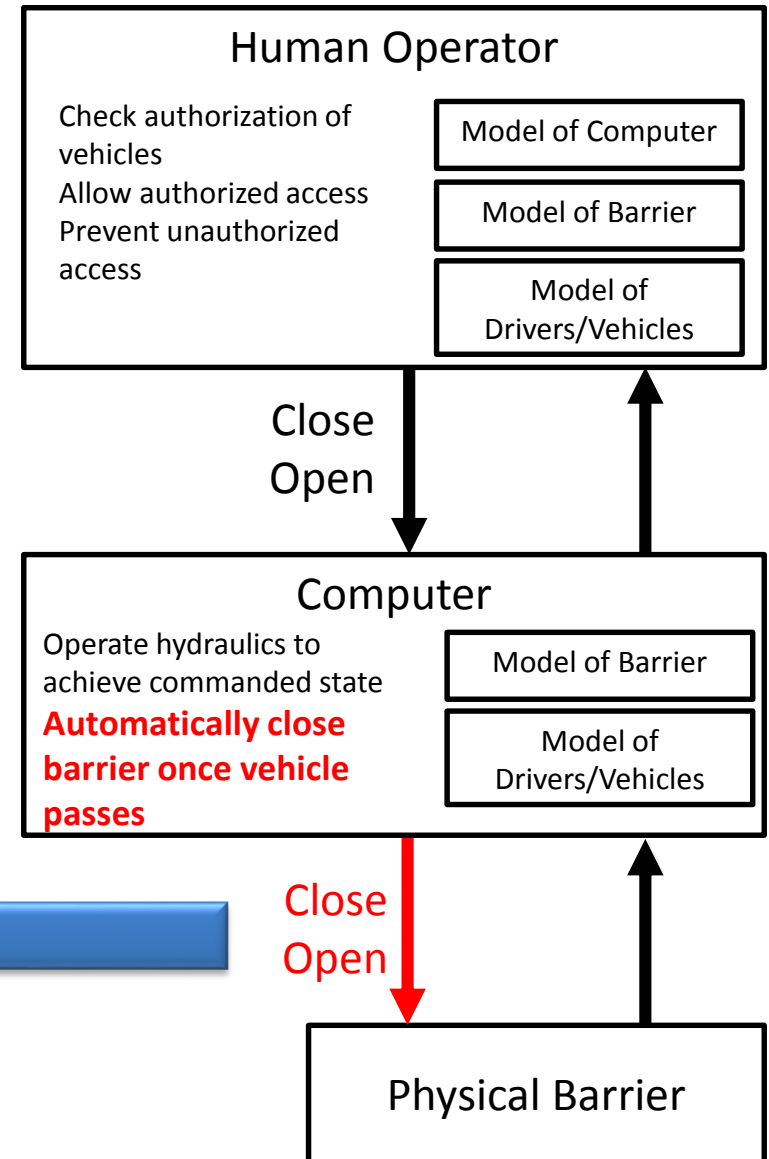 Human Operator
Check authorization of
vehicles
Allow authorized access
Prevent unauthorized
access
Model of Computer
Model of Barrier
Model of
Drivers/Vehicles
Close
Open
Computer
Operate hydraulics to
achieve commanded state
Automatically close
barrier once vehicle
passes
Model of Barrier
Model of
Drivers/Vehicles
Close
Open
Physical Barrier